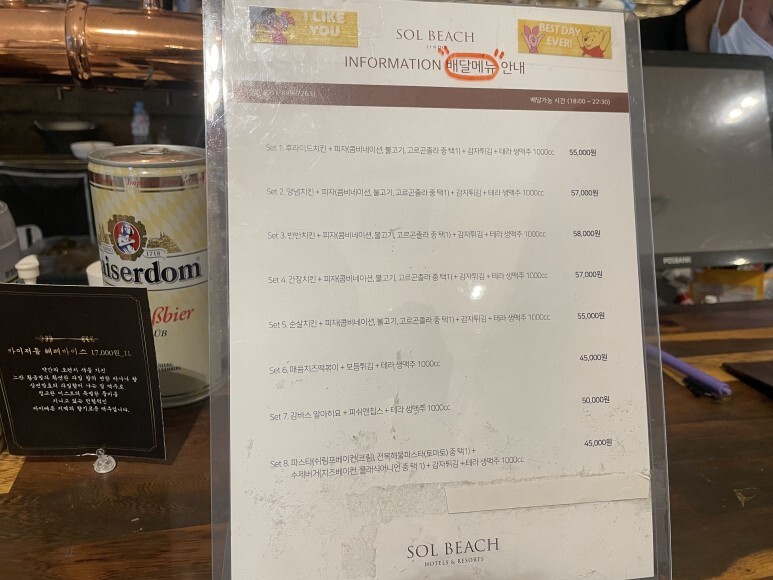 I LIKE
YOU
BEST DAY
EVER!
SOL BEACH
INFORMATION "배달메뉴" 안내
배달가능 시간 (18:00 ~ 22:30)
Set 1. 후라이드치킨 + 피자(콤비네이션, 불고기, 고르곤졸라 중 택1) + 감자튀김 + 테라 생맥주 1000cc 55,000원
Set 2. 양념치킨 + 피자(콤비네이션, 불고기, 고르곤졸라 중 택1) + 감자튀김 + 테라 생맥주 1000cc 57,000원
Set 3. 반반치킨 + 피자(콤비네이션, 불고기, 고르곤졸라 중 택1) + 감자튀김 + 테라 생맥주 1000cc 58,000원
Set 4. 간장치킨 + 피자(콤비네이션, 불고기, 고르곤졸라 중 택1) + 감자튀김 + 테라 생맥주 1000cc 57,000원
Set 5. 순살치킨 + 피자(콤비네이션, 불고기, 고르곤졸라 중 택1) + 감자튀김 + 테라 생맥주 1000cc 55,000원
Set 6. 매콤치즈떡볶이 + 모듬튀김 + 테라 생맥주 1000cc 45,000원
Set 7. 감바스 알아히요 + 피쉬앤칩스 + 테라 생맥주 1000cc 50,000원
Set 8. 파스타(쉬림프베이컨(크림), 전복해물파스타(토마토) 중 택1) + 45,000원
수제버거(치즈베이컨, 클래식어니언 중 택 1) + 감자튀김 + 테라 생맥주 1000cc
SOL BEACH
HOTELS & RESORTS
1718
iserdom
ßbier
ÜB
카이저돔 헤페바이스 17,000원_1L
POSBANK